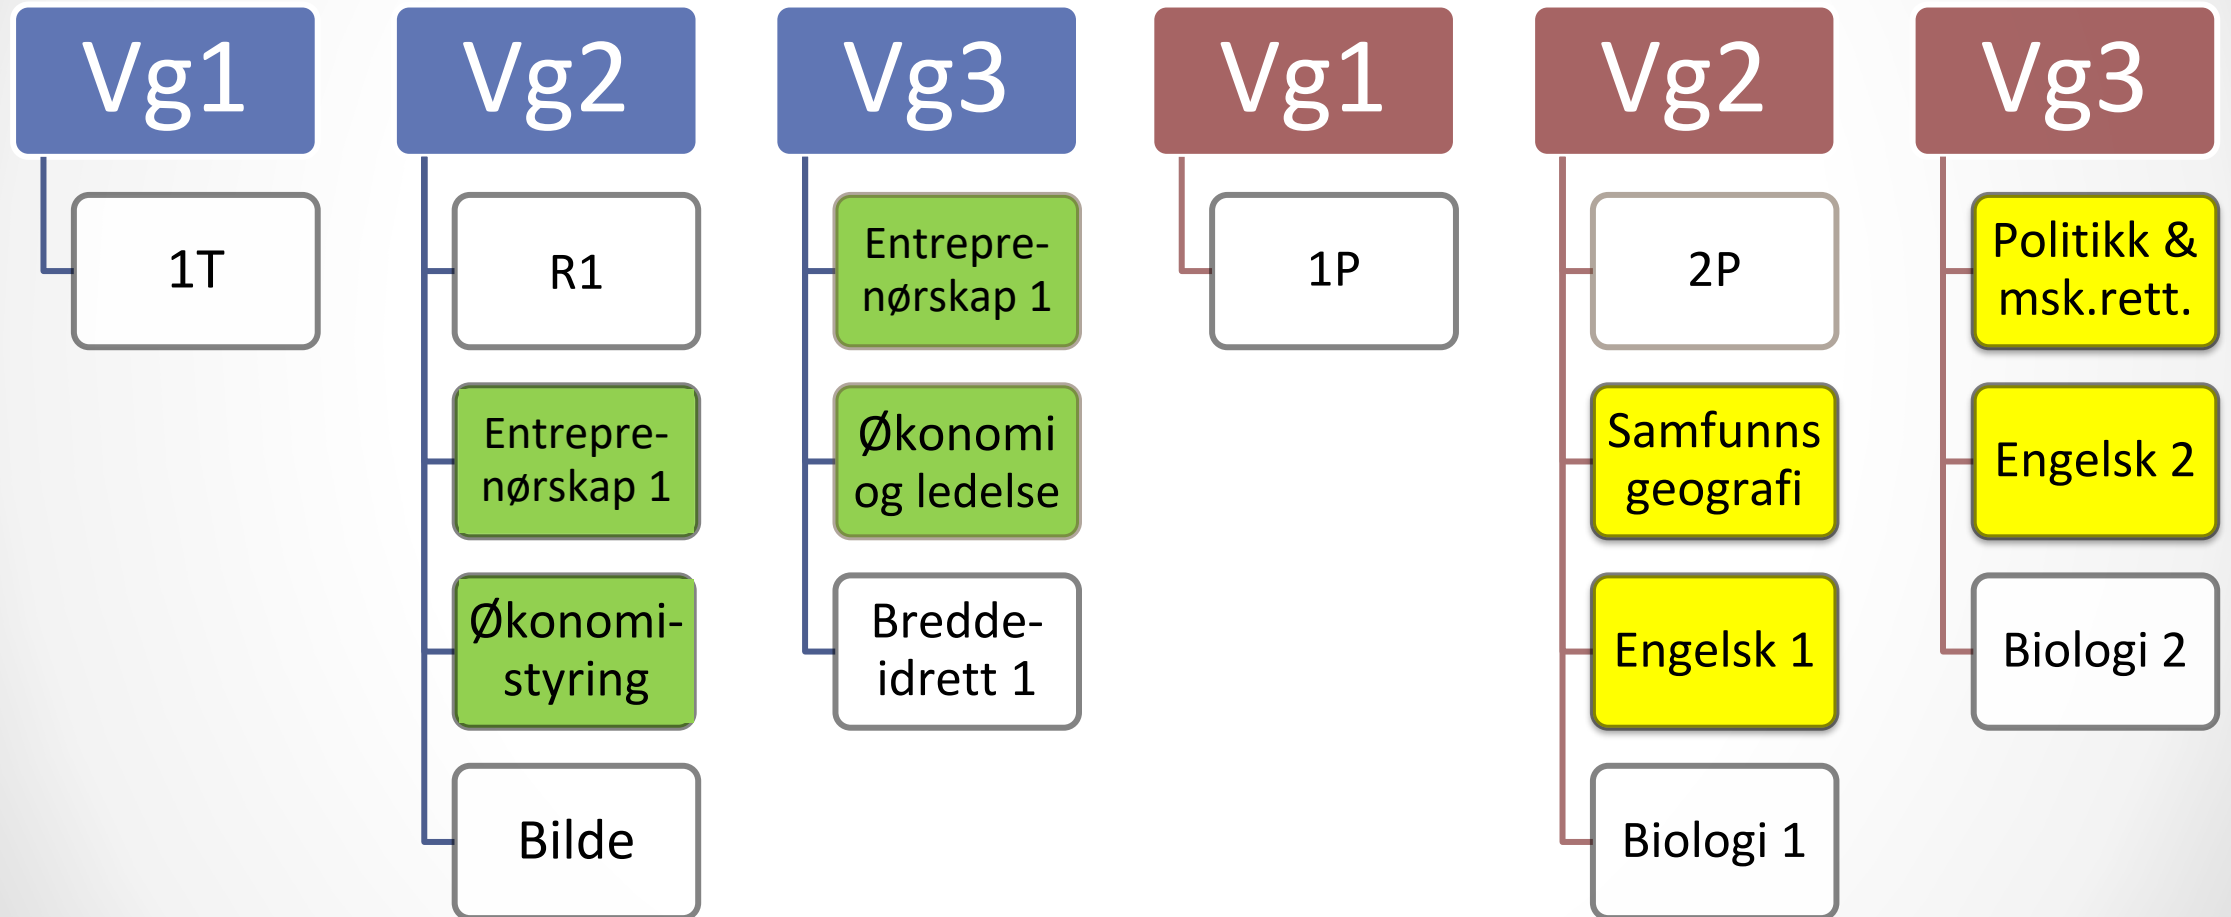 Vg1
1T
Vg2
R1
Entrepre-
nørskap 1
Økonomi-
styring
Bilde
Vg3
Entrepre-
nørskap 1
Økonomi
og ledelse
Bredde-
idrett 1
Vg1
1P
Vg2
2P
Samfunns
geografi
Engelsk 1
Biologi 1
Vg3
Politikk &
msk.rett.
Engelsk 2
Biologi 2